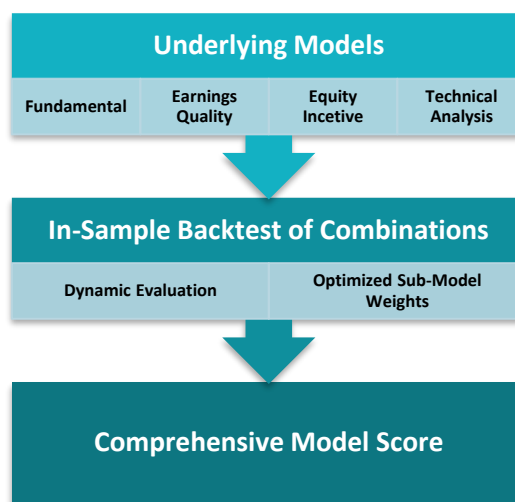 Underlying Models
Fundamental
Earnings
Quality
Equity
Incetive
Technical
Analysis
In-Sample Backtest of Combinations
Dynamic Evaluation
Optimized Sub-Model
Weights
Comprehensive Model Score